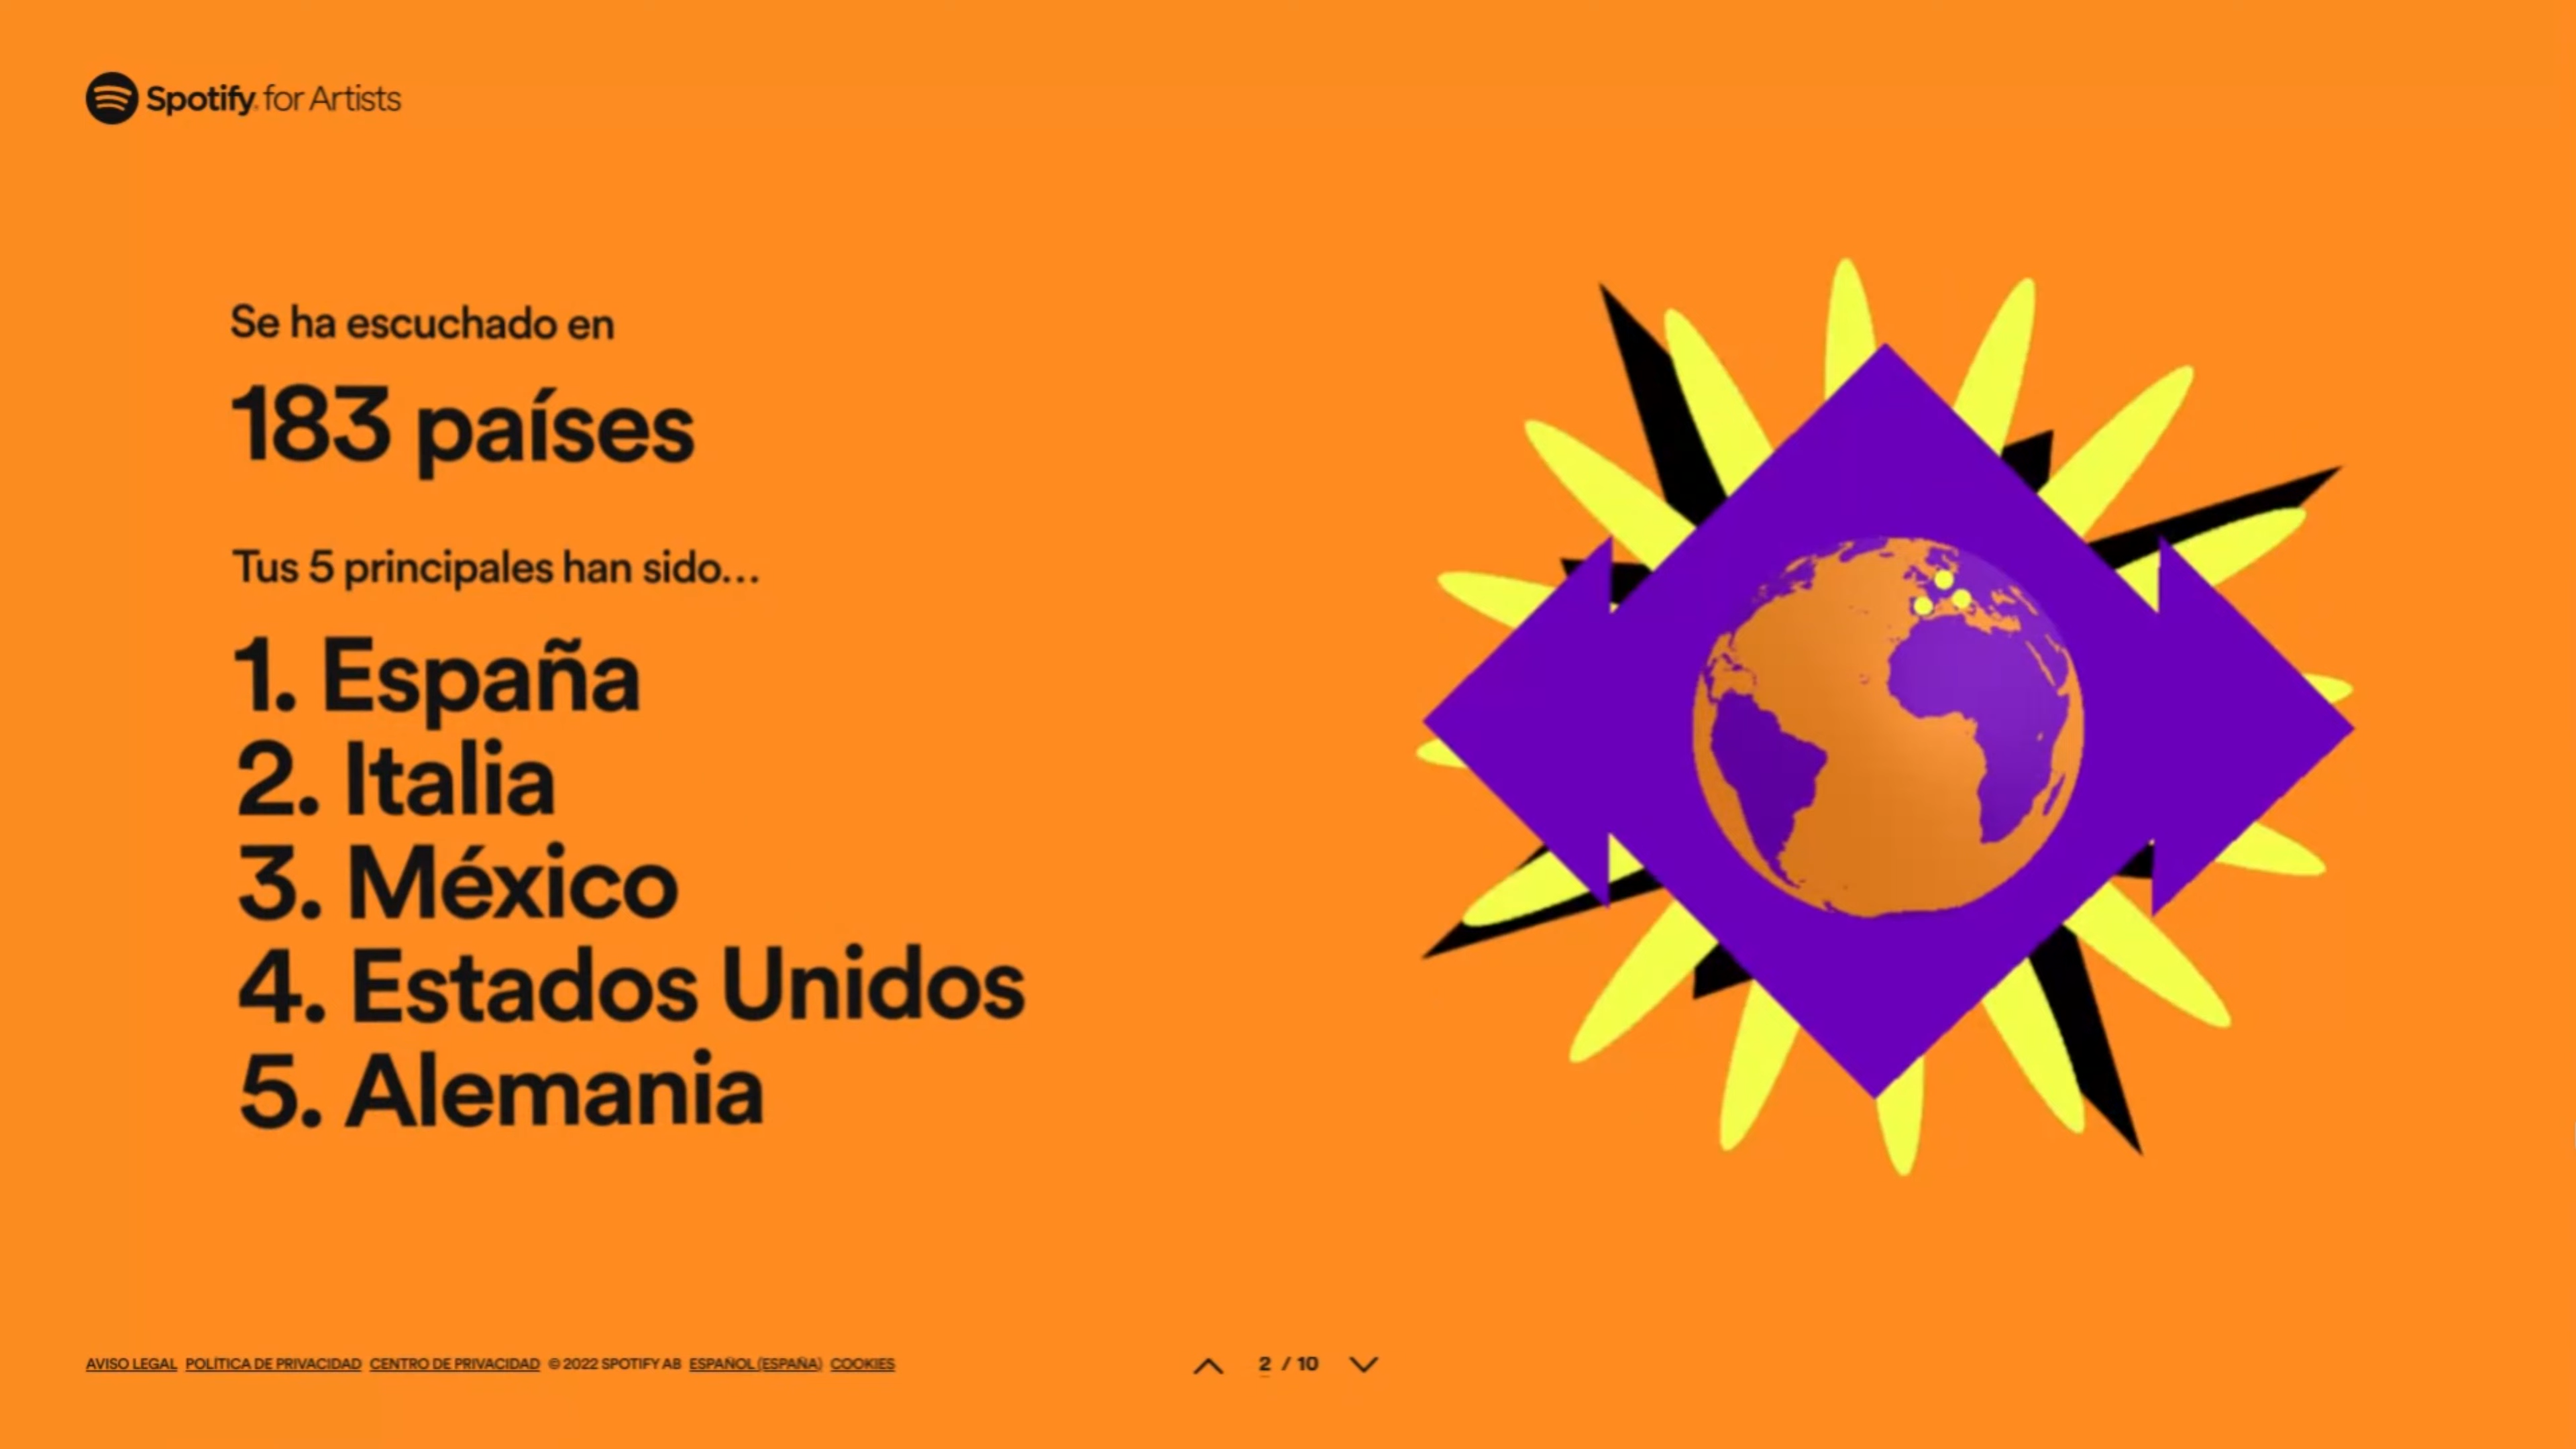 Spotify for Artists
Se ha escuchado en
183 países
Tus 5 principales han sido...
1. España
2. Italia
3. México
4. Estados Unidos
5. Alemania
AVISO LEGAL POLÍTICA DE PRIVACIDAD CENTRO DE PRIVACIDAD © 2022 SPOTIFY AB ESPAÑOL (ESPAÑA) COOKIES
2 / 10